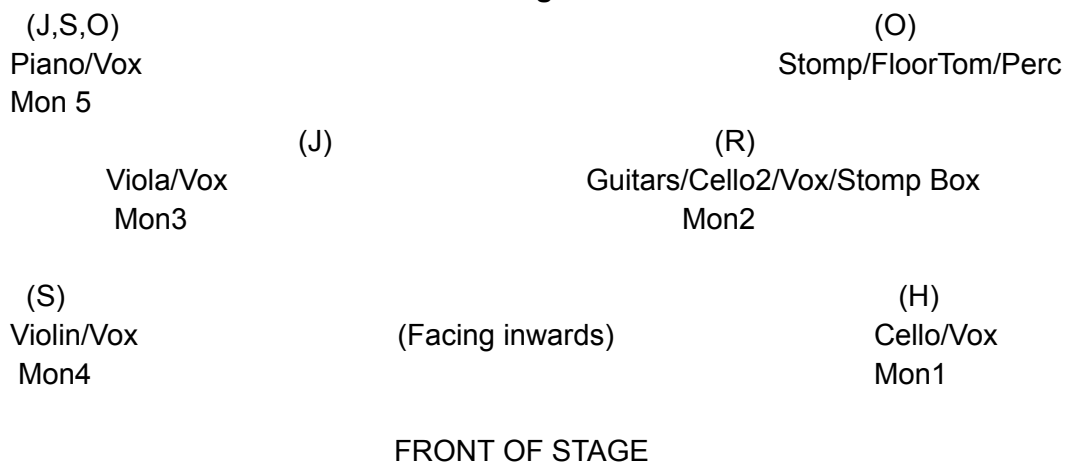 (J,S,O) (O)
Piano/Vox Stomp/FloorTom/Perc
Mon 5
(J) (R)
Viola/Vox Guitars/Cello2/Vox/Stomp Box
Mon3 Mon2
(S) (H)
Violin/Vox (Facing inwards) Cello/Vox
Mon4 Mon1
FRONT OF STAGE